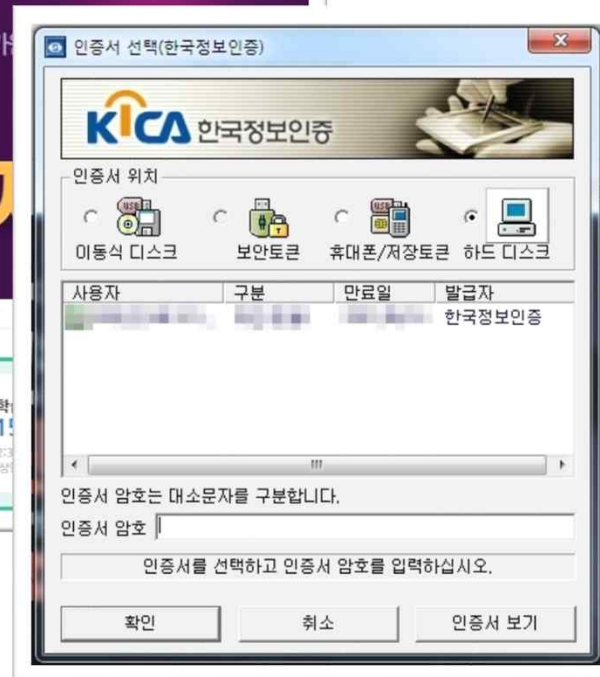 인증서 선택(한국정보인증)
KICA 한국정보인증
인증서 위치
이동식 디스크 보안토큰 휴대폰/저장토큰 하드 디스크
사용자 구분 만료일 발급자
한국정보인증
인증서 암호는 대소문자를 구분합니다.
인증서 암호
인증서를 선택하고 인증서 암호를 입력하십시오.
확인 취소 인증서 보기